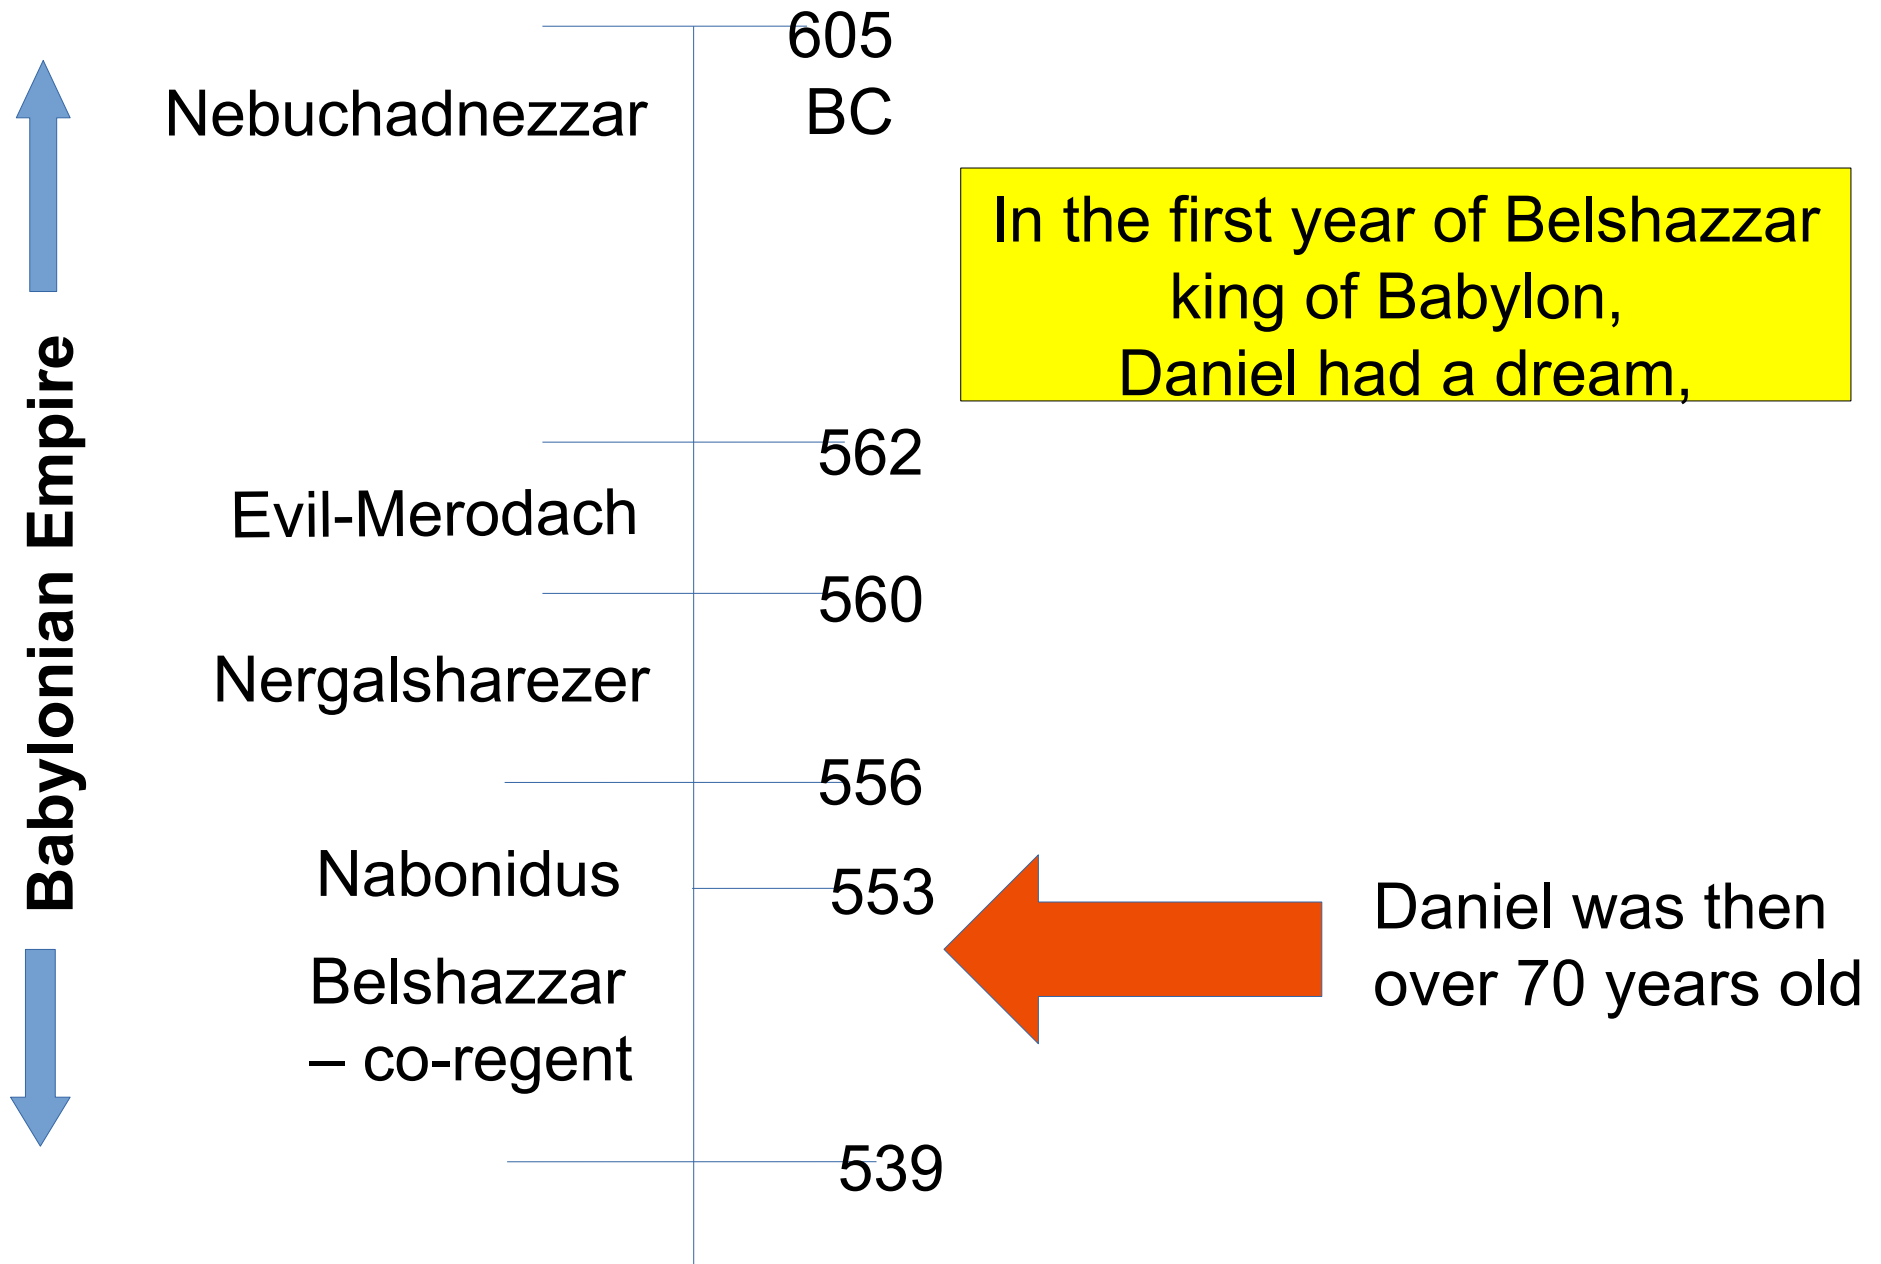 605
BC
Nebuchadnezzar
In the first year of Belshazzar
king of Babylon,
Daniel had a dream,
Babylonian Empire
562
Evil-Merodach
560
Nergalsharezer
556
Nabonidus
553
Daniel was then
over 70 years old
Belshazzar
– co-regent
539